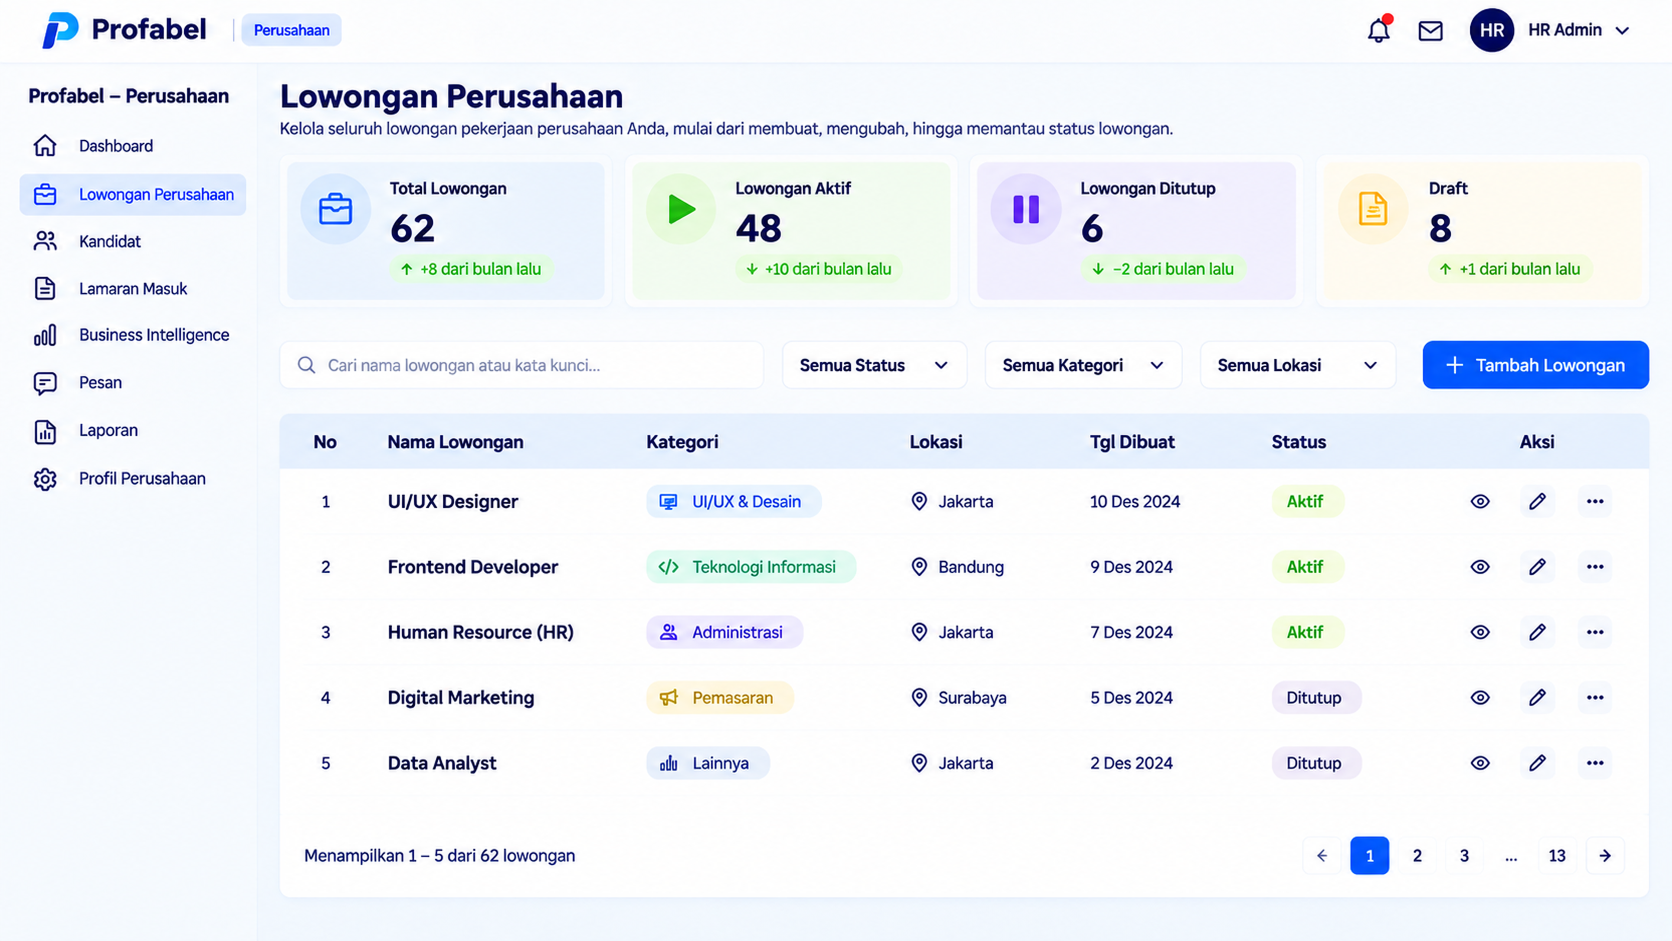 Profabel
Perusahaan
HR
HR Admin
Profabel – Perusahaan
Dashboard
Lowongan Perusahaan
Kandidat
Lamaran Masuk
Business Intelligence
Pesan
Laporan
Profil Perusahaan
Lowongan Perusahaan
Kelola seluruh lowongan pekerjaan perusahaan Anda, mulai dari membuat, mengubah, hingga memantau status lowongan.
Total Lowongan
62
↑ +8 dari bulan lalu
Lowongan Aktif
48
↓ +10 dari bulan lalu
Lowongan Ditutup
6
↓ −2 dari bulan lalu
Draft
8
↑ +1 dari bulan lalu
Cari nama lowongan atau kata kunci...
Semua Status
Semua Kategori
Semua Lokasi
+ Tambah Lowongan
No Nama Lowongan Kategori Lokasi Tgl Dibuat Status Aksi
1 UI/UX Designer UI/UX & Desain Jakarta 10 Des 2024 Aktif
2 Frontend Developer Teknologi Informasi Bandung 9 Des 2024 Aktif
3 Human Resource (HR) Administrasi Jakarta 7 Des 2024 Aktif
4 Digital Marketing Pemasaran Surabaya 5 Des 2024 Ditutup
5 Data Analyst Lainnya Jakarta 2 Des 2024 Ditutup
Menampilkan 1 – 5 dari 62 lowongan
← 1 2 3 ... 13 →